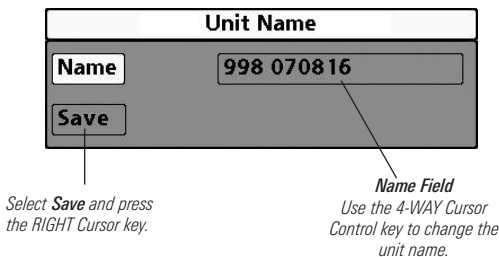 Unit Name
Name
998 070816
Save
Select Save and press
the RIGHT Cursor key.
Name Field
Use the 4-WAY Cursor
Control key to change the
unit name.